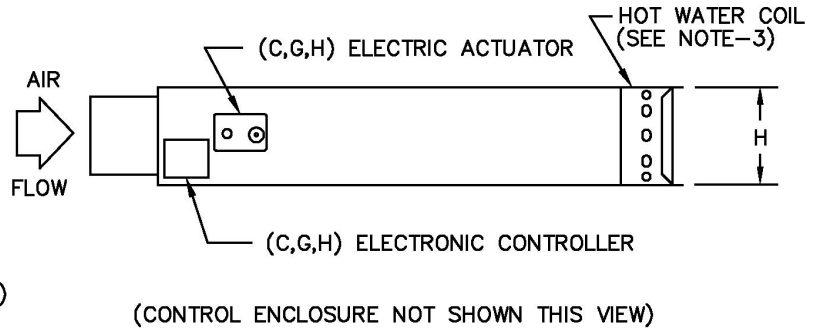 HOT WATER COIL
(SEE NOTE-3)
(C,G,H) ELECTRIC ACTUATOR
AIR
FLOW
H
(C,G,H) ELECTRONIC CONTROLLER
)
(CONTROL ENCLOSURE NOT SHOWN THIS VIEW)